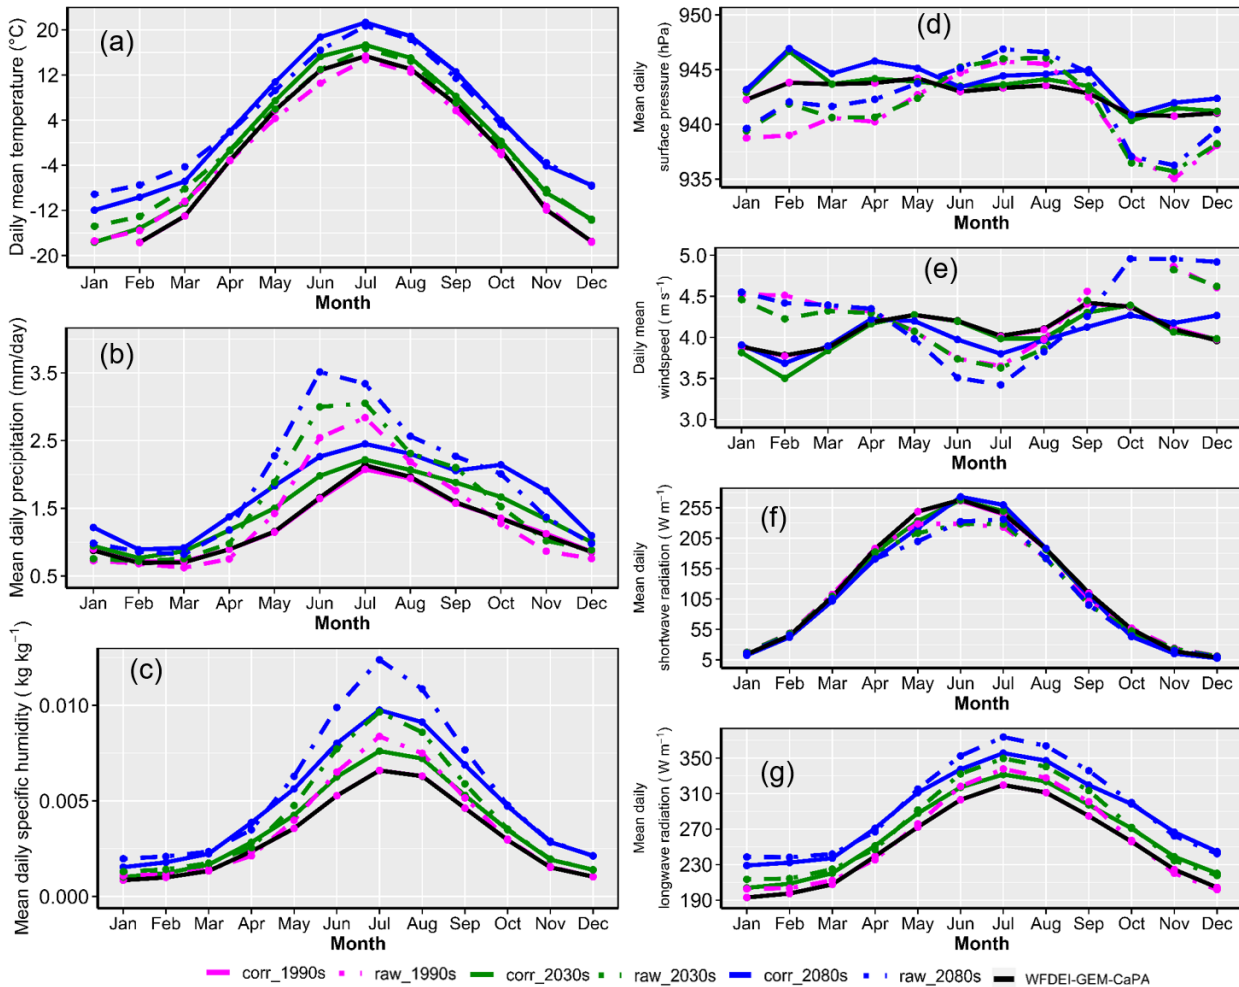 (a)
Daily mean temperature (°C)
20
12
4
-4
-12
-20
Jan Feb Mar Apr May Jun Jul Aug Sep Oct Nov Dec
Month
(b)
Mean daily precipitation (mm/day)
3.5
2.5
1.5
0.5
Jan Feb Mar Apr May Jun Jul Aug Sep Oct Nov Dec
Month
(c)
Mean daily specific humidity ( kg kg⁻¹)
0.010
0.005
0.000
Jan Feb Mar Apr May Jun Jul Aug Sep Oct Nov Dec
Month
(d)
Mean daily
surface pressure (hPa)
950
945
940
935
Jan Feb Mar Apr May Jun Jul Aug Sep Oct Nov Dec
Month
(e)
Daily mean
windspeed ( m s⁻¹)
5.0
4.5
4.0
3.5
3.0
Jan Feb Mar Apr May Jun Jul Aug Sep Oct Nov Dec
Month
(f)
Mean daily
shortwave radiation ( W m⁻¹)
255
205
155
105
55
5
Jan Feb Mar Apr May Jun Jul Aug Sep Oct Nov Dec
Month
(g)
Mean daily
longwave radiation ( W m⁻¹)
350
310
270
230
190
Jan Feb Mar Apr May Jun Jul Aug Sep Oct Nov Dec
Month
corr_1990s raw_1990s corr_2030s raw_2030s corr_2080s raw_2080s WFDEI-GEM-CaPA